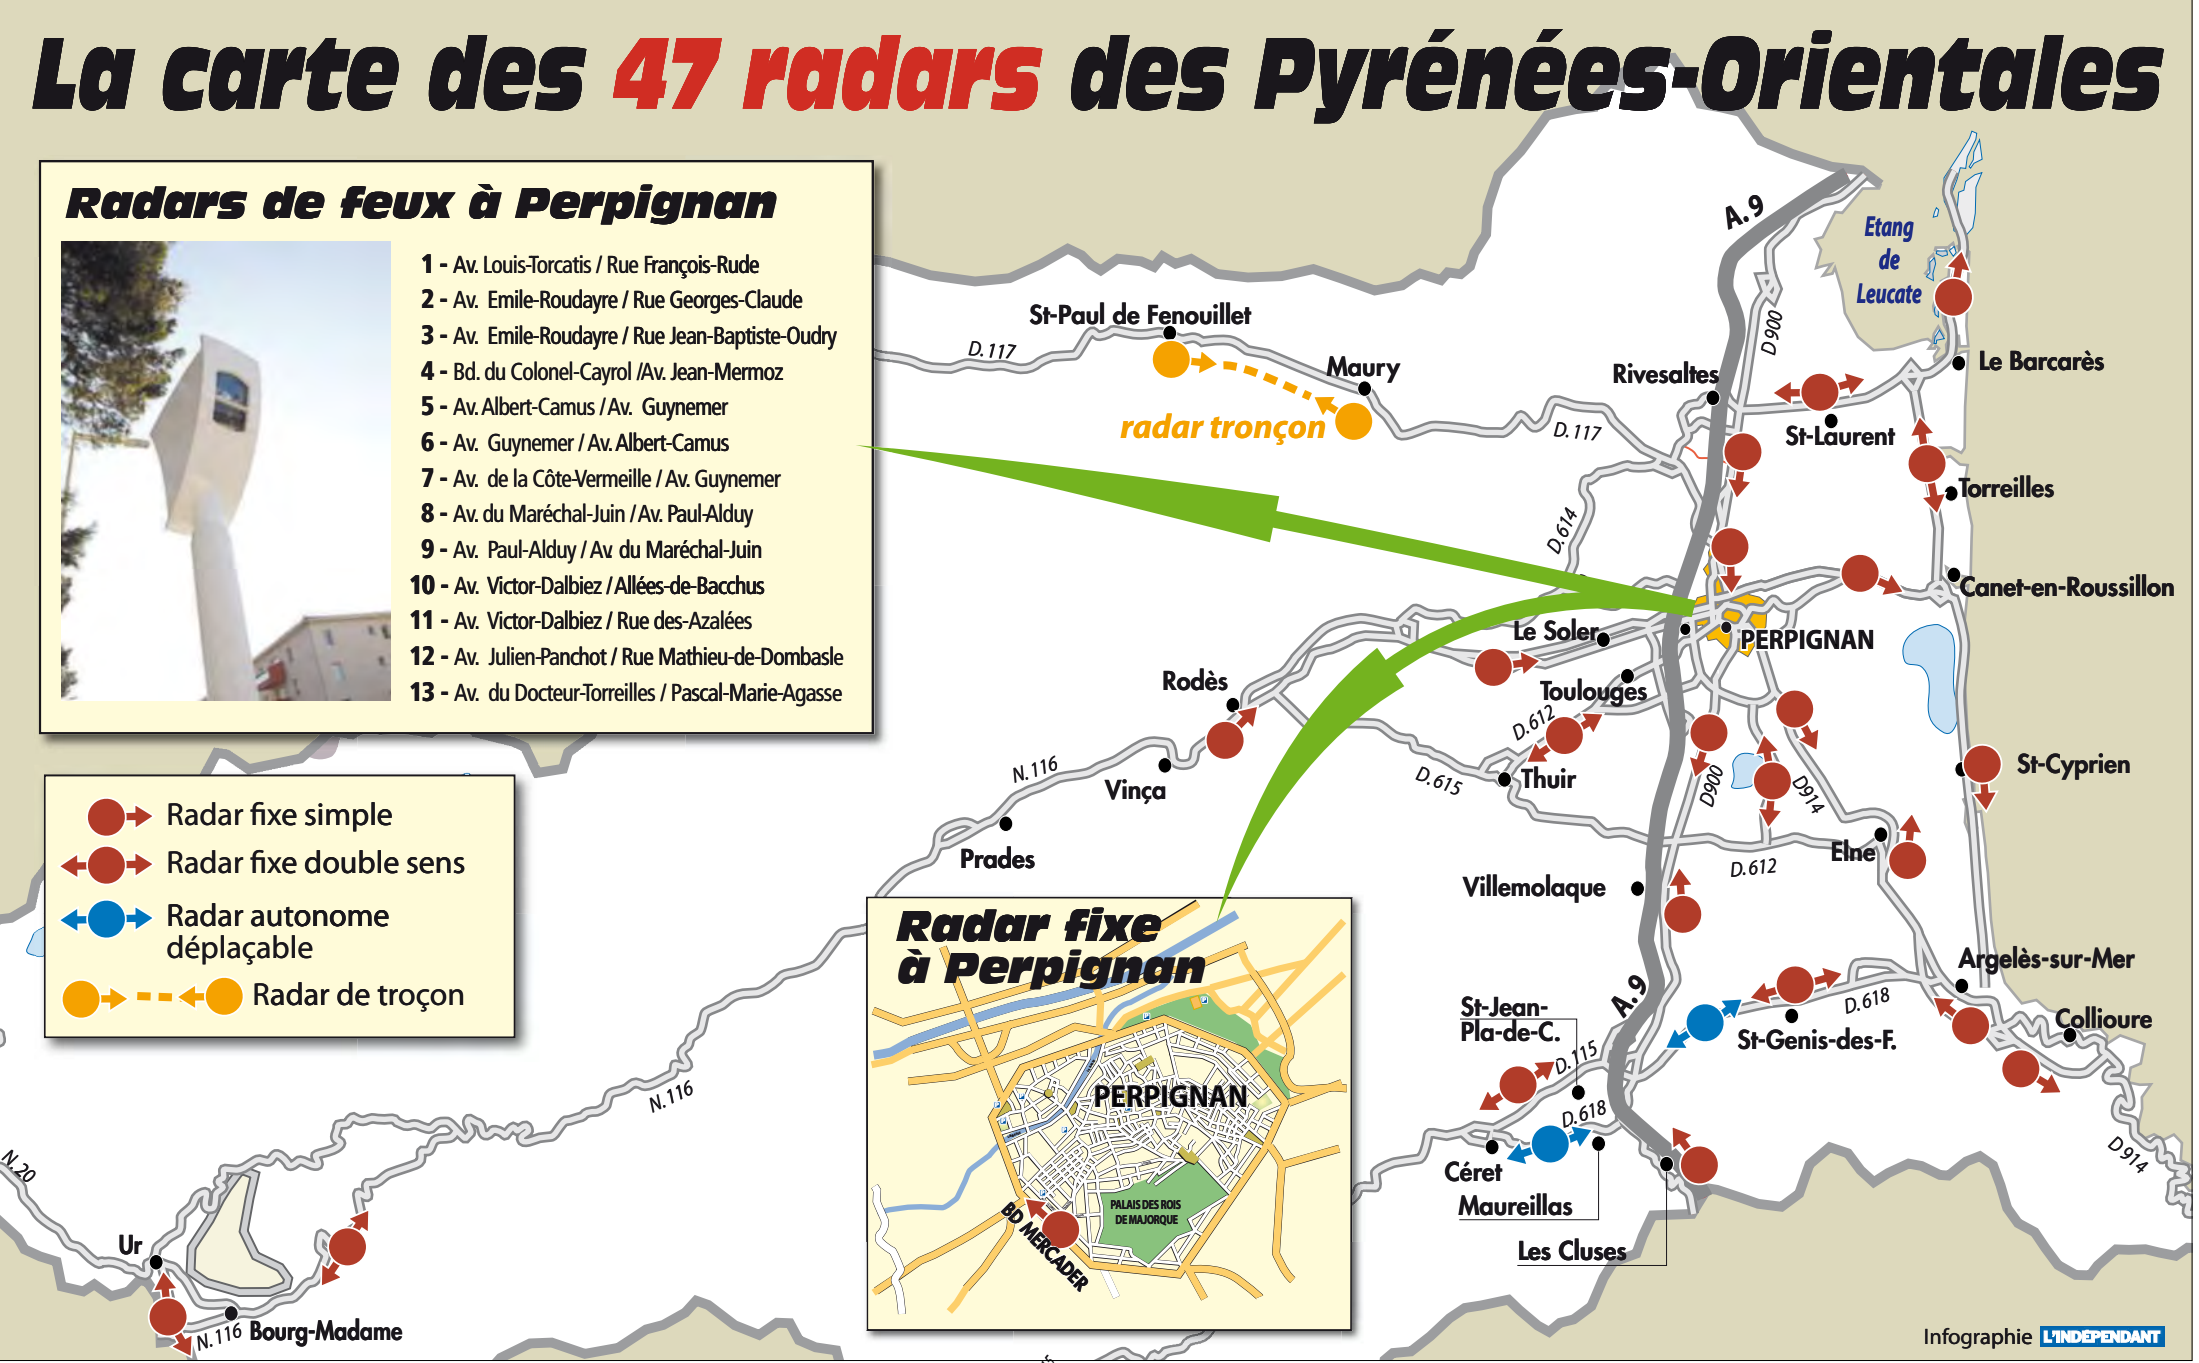 La carte des 47 radars des Pyrénées-Orientales
Radars de feux à Perpignan
1 - Av. Louis-Torcatis / Rue François-Rude
2 - Av. Emile-Roudayre / Rue Georges-Claude
3 - Av. Emile-Roudayre / Rue Jean-Baptiste-Oudry
4 - Bd. du Colonel-Cayrol /Av. Jean-Mermoz
5 - Av. Albert-Camus / Av. Guynemer
6 - Av. Guynemer / Av. Albert-Camus
7 - Av. de la Côte-Vermeille / Av. Guynemer
8 - Av. du Maréchal-Juin / Av. Paul-Alduy
9 - Av. Paul-Alduy / Av. du Maréchal-Juin
10 - Av. Victor-Dalbiez / Allées-de-Bacchus
11 - Av. Victor-Dalbiez / Rue des-Azalées
12 - Av. Julien-Panchot / Rue Mathieu-de-Dombasle
13 - Av. du Docteur-Torreilles / Pascal-Marie-Agasse
Radar fixe simple
Radar fixe double sens
Radar autonome
déplaçable
Radar de troçon
A.9
Etang
de
Leucate
D900
St-Paul de Fenouillet
D.117
Maury
radar tronçon
Rivesaltes
Le Barcarès
D.117
St-Laurent
Torreilles
D.614
Canet-en-Roussillon
Le Soler
PERPIGNAN
Rodès
Toulouges
D.612
N.116
Vinça
D.615
Thuir
D900
D914
St-Cyprien
Prades
Elne
D.612
Villemolaque
Argelès-sur-Mer
A.9
St-Jean-
Pla-de-C.
D.618
St-Genis-des-F.
Collioure
D.115
D.618
N.116
Céret
Maureillas
D914
Les Cluses
N.20
Ur
N.116
Bourg-Madame
Radar fixe
à Perpignan
PERPIGNAN
PALAIS DES ROIS
DE MAJORQUE
BD MERCADER
Infographie L'INDÉPENDANT